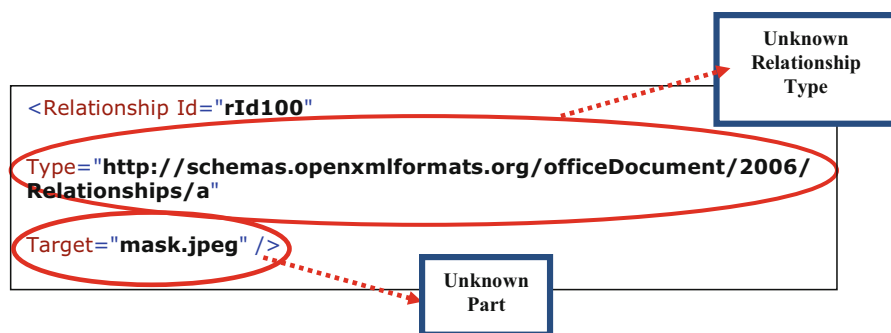 Unknown
Relationship
Type
<Relationship Id="rId100"
Type="http://schemas.openxmlformats.org/officeDocument/2006/
Relationships/a"
Target="mask.jpeg" />
Unknown
Part